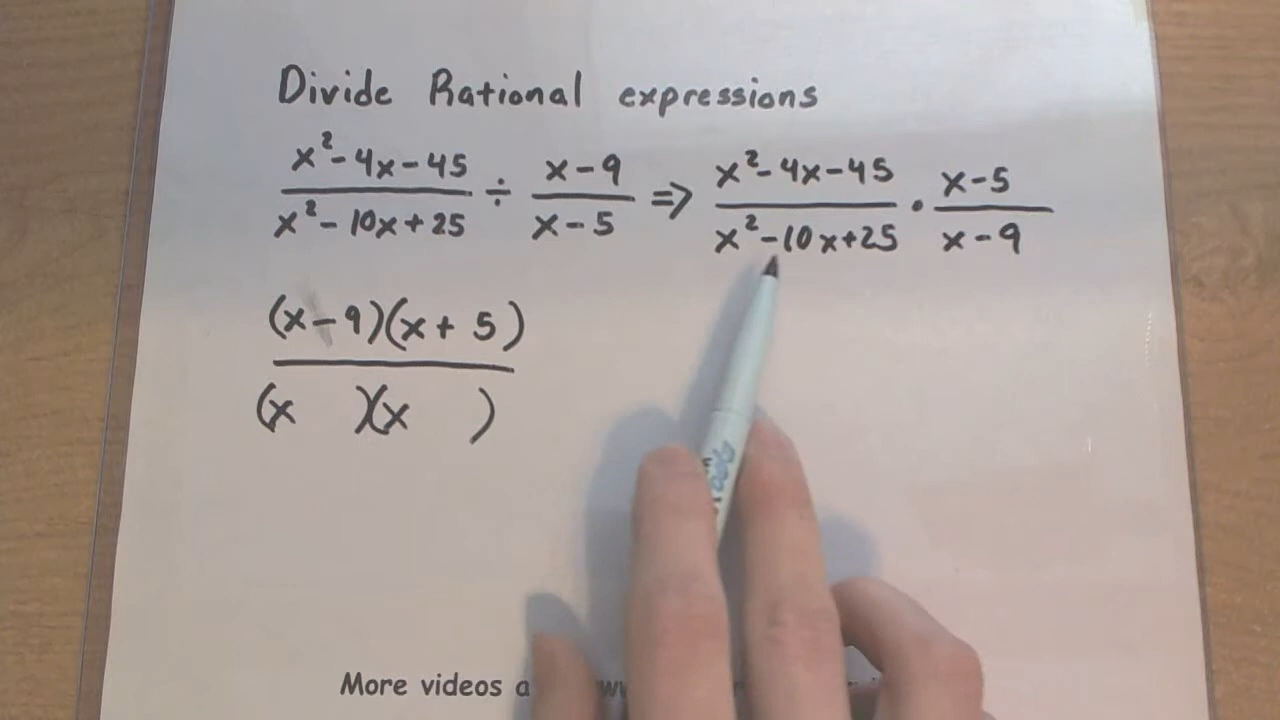 Divide Rational expressions
x²-4x-45 / x²-10x+25 ÷ x-9 / x-5 => x²-4x-45 / x²-10x+25 · x-5 / x-9
(x-9)(x+5)
(x )(x )
More videos a